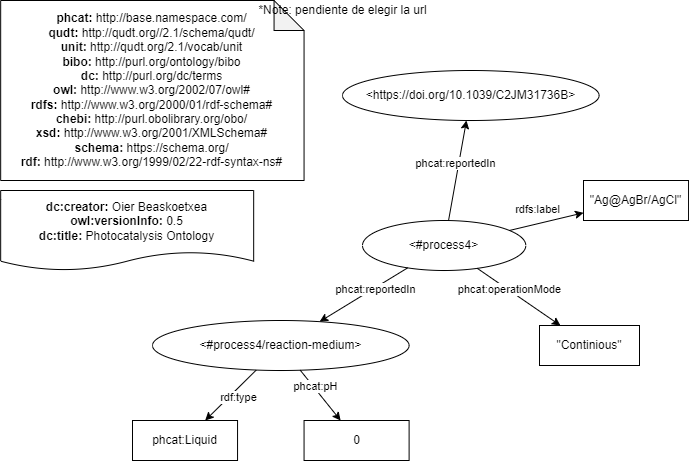 *Note: pendiente de elegir la url
phcat: http://base.namespace.com/
qudt: http://qudt.org//2.1/schema/qudt/
unit: http://qudt.org/2.1/vocab/unit
bibo: http://purl.org/ontology/bibo
dc: http://purl.org/dc/terms
owl: http://www.w3.org/2002/07/owl#
rdfs: http://www.w3.org/2000/01/rdf-schema#
chebi: http://purl.obolibrary.org/obo/
xsd: http://www.w3.org/2001/XMLSchema#
schema: https://schema.org/
rdf: http://www.w3.org/1999/02/22-rdf-syntax-ns#
dc:creator: Oier Beaskoetxea
owl:versionInfo: 0.5
dc:title: Photocatalysis Ontology
<https://doi.org/10.1039/C2JM31736B>
phcat:reportedIn
"Ag@AgBr/AgCl"
rdfs:label
<#process4>
phcat:reportedIn
phcat:operationMode
<#process4/reaction-medium>
"Continious"
rdf:type
phcat:pH
phcat:Liquid
0